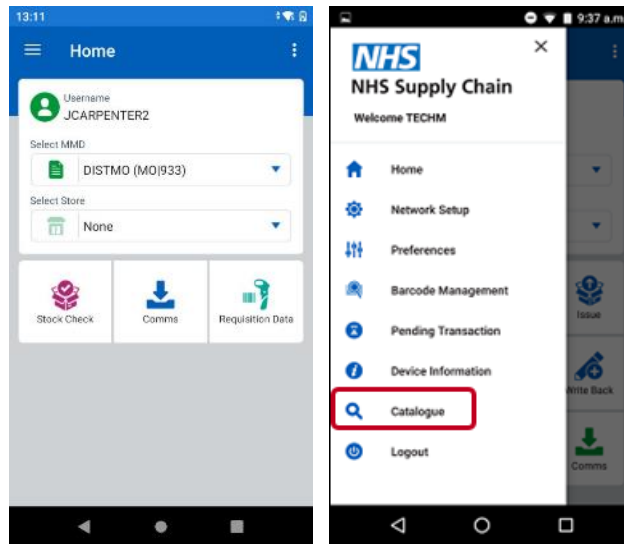 13:11
Home
Username
JCARPENTER2
Select MMD
DISTMO (MO|933)
Select Store
None
Stock Check
Comms
Requisition Data
9:37 a.m
NHS
NHS Supply Chain
Welcome TECHM
Home
Network Setup
Preferences
Barcode Management
Pending Transaction
Device Information
Catalogue
Logout
Issue
Write Back
Comms